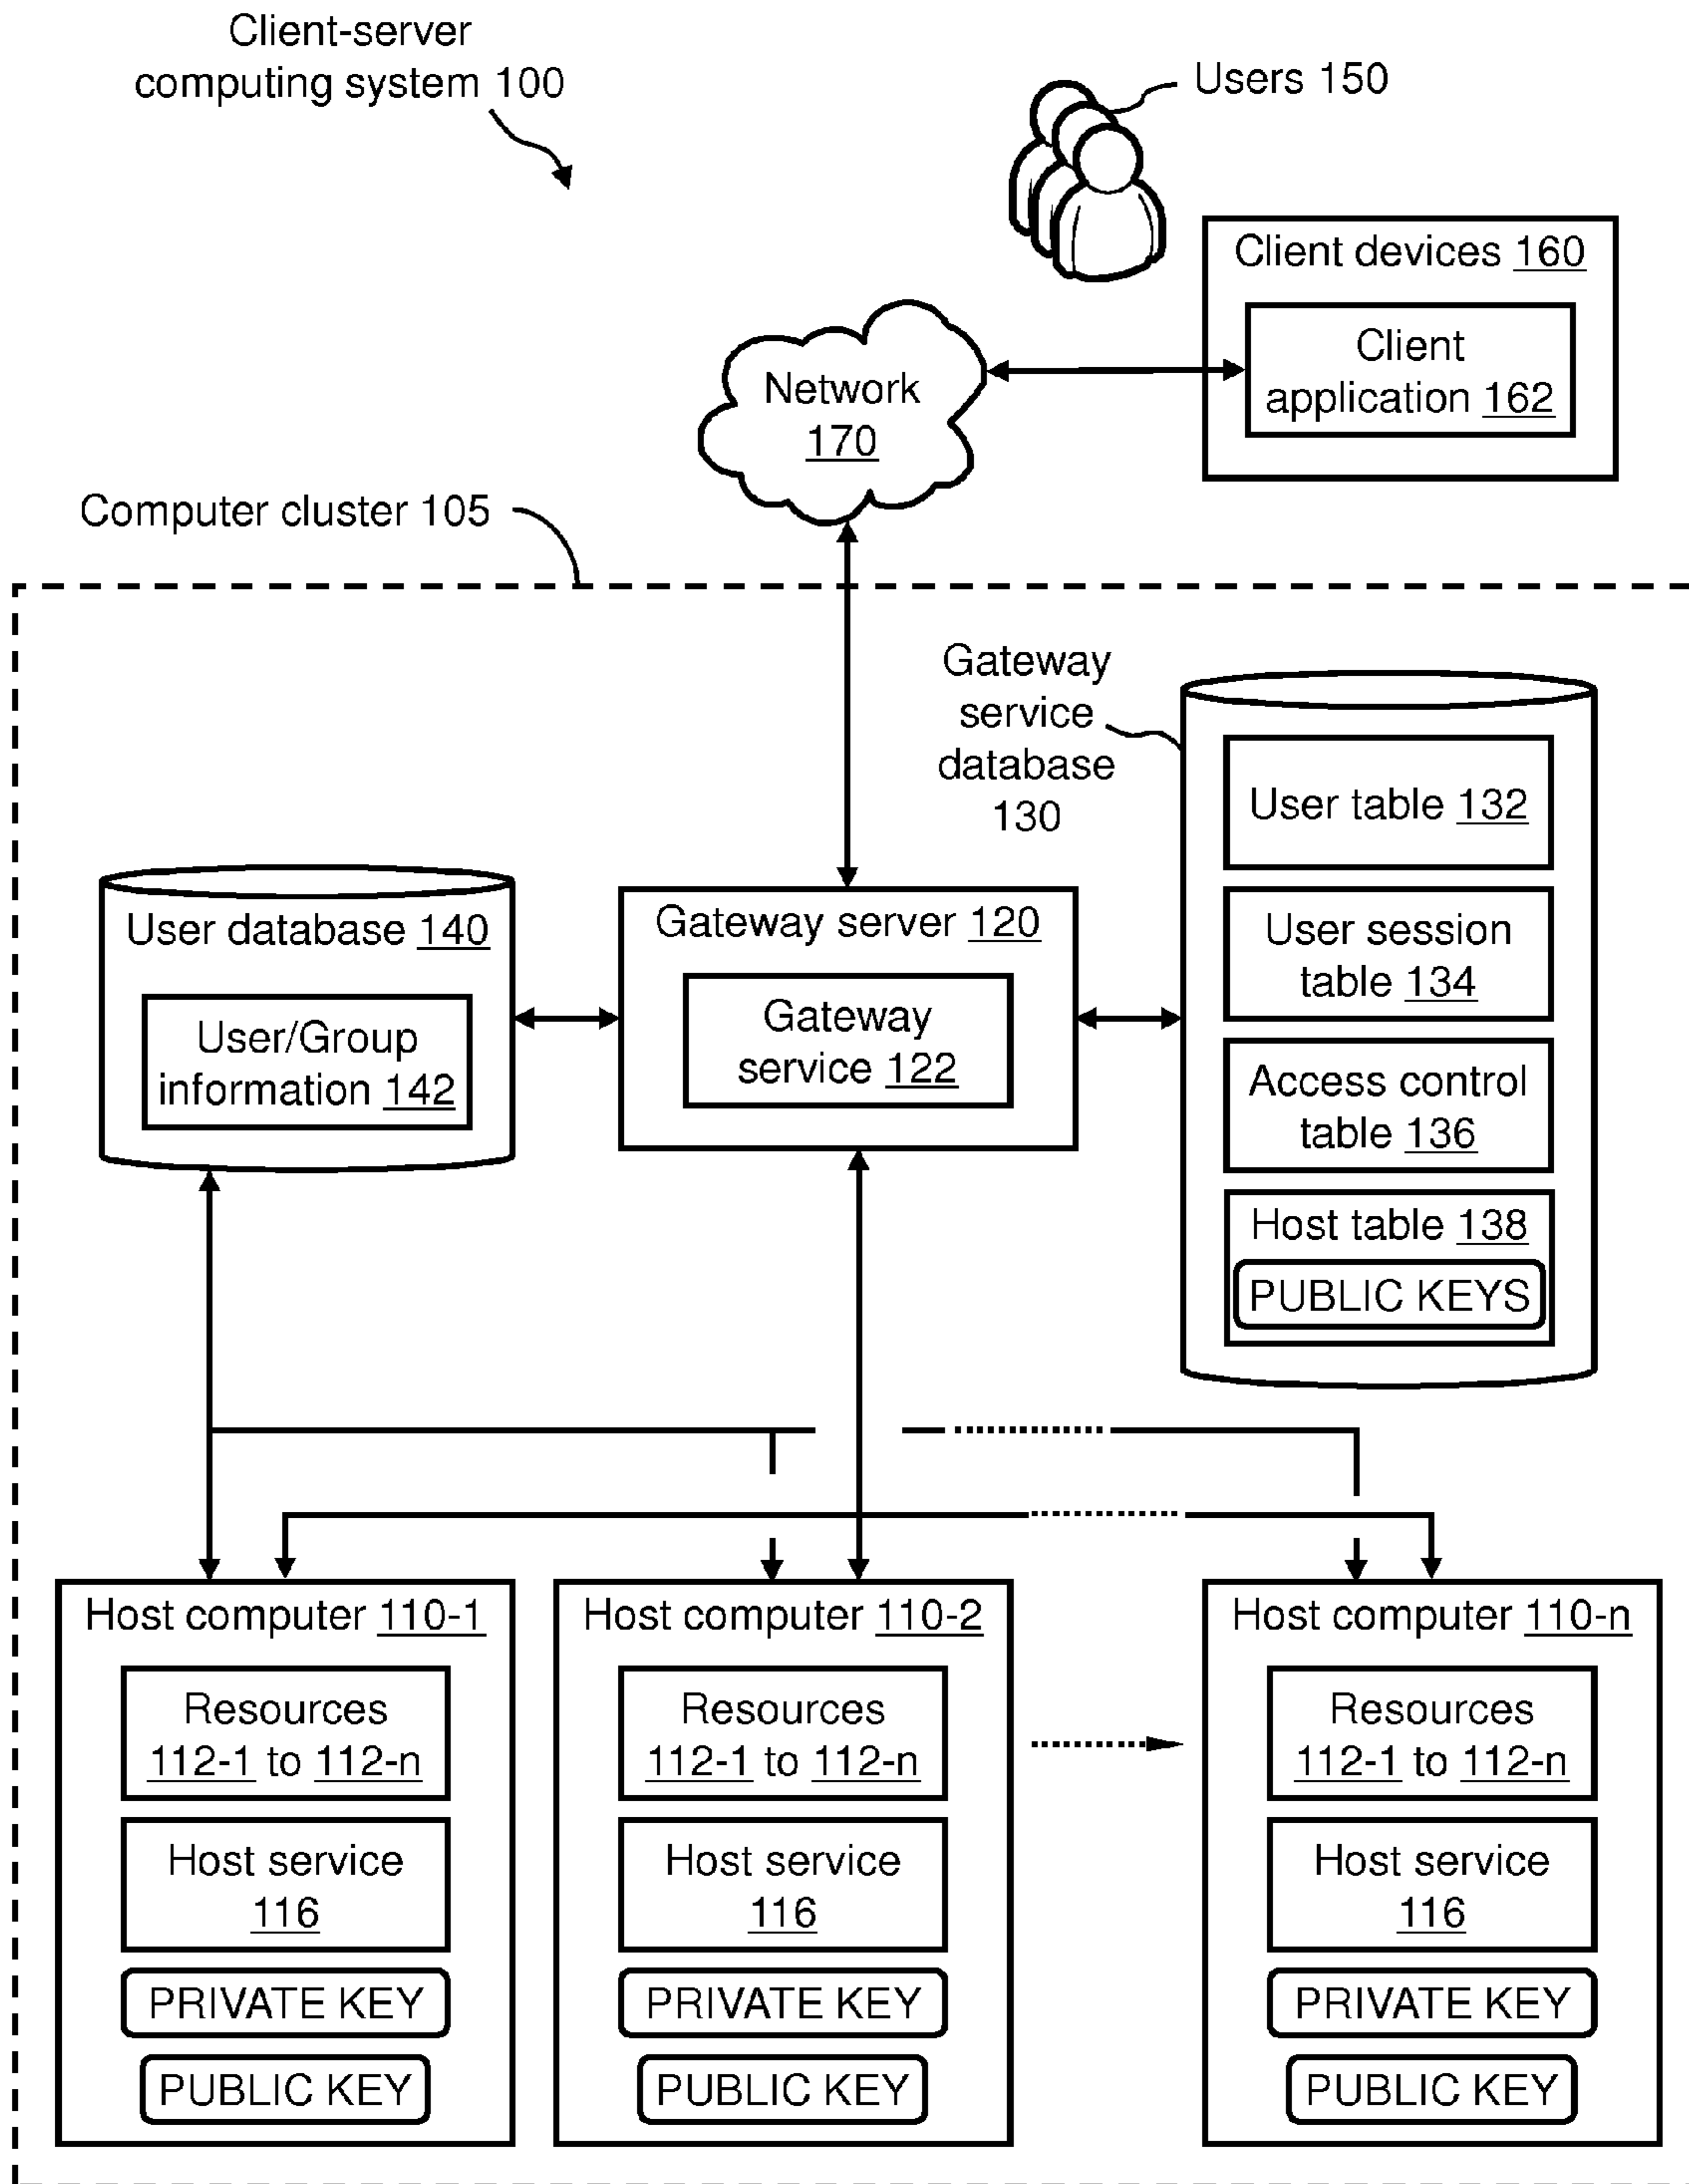 Client-server
computing system 100
Users 150
Client devices 160
Client
application 162
Network
170
Computer cluster 105
Gateway
service
database
130
User table 132
User session
table 134
Access control
table 136
Host table 138
PUBLIC KEYS
User database 140
User/Group
information 142
Gateway server 120
Gateway
service 122
Host computer 110-1
Resources
112-1 to 112-n
Host service
116
PRIVATE KEY
PUBLIC KEY
Host computer 110-2
Resources
112-1 to 112-n
Host service
116
PRIVATE KEY
PUBLIC KEY
Host computer 110-n
Resources
112-1 to 112-n
Host service
116
PRIVATE KEY
PUBLIC KEY